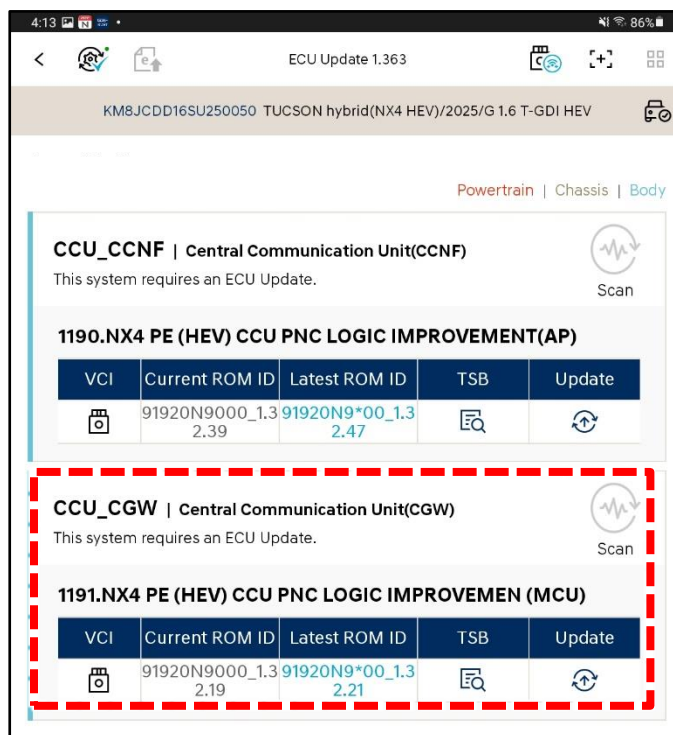 4:13
86%
ECU Update 1.363
KM8JCDD16SU250050 TUCSON hybrid(NX4 HEV)/2025/G 1.6 T-GDI HEV
Powertrain | Chassis | Body
CCU_CCNF | Central Communication Unit(CCNF)
This system requires an ECU Update.
Scan
1190.NX4 PE (HEV) CCU PNC LOGIC IMPROVEMENT(AP)
VCI Current ROM ID Latest ROM ID TSB Update
91920N9000_1.3 91920N9*00_1.3
2.39 2.47
CCU_CGW | Central Communication Unit(CGW)
This system requires an ECU Update.
Scan
1191.NX4 PE (HEV) CCU PNC LOGIC IMPROVEMEN (MCU)
VCI Current ROM ID Latest ROM ID TSB Update
91920N9000_1.3 91920N9*00_1.3
2.19 2.21